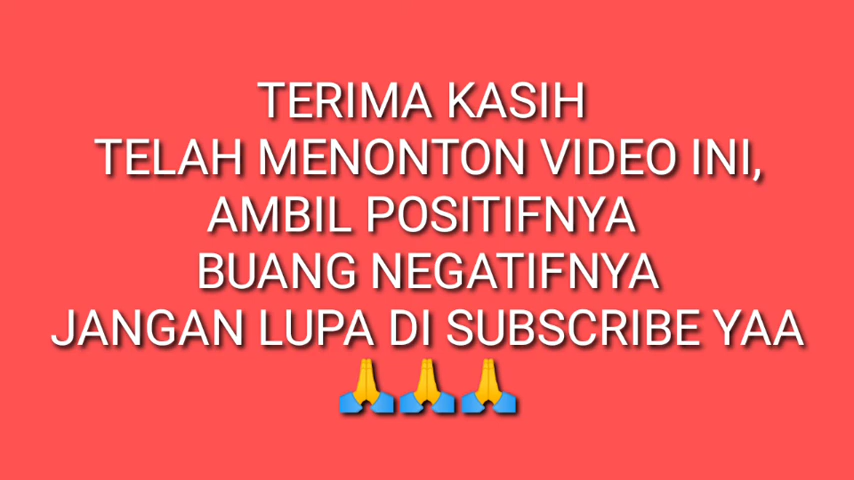 TERIMA KASIH
TELAH MENONTON VIDEO INI,
AMBIL POSITIFNYA
BUANG NEGATIFNYA
JANGAN LUPA DI SUBSCRIBE YAA
🙏🙏🙏